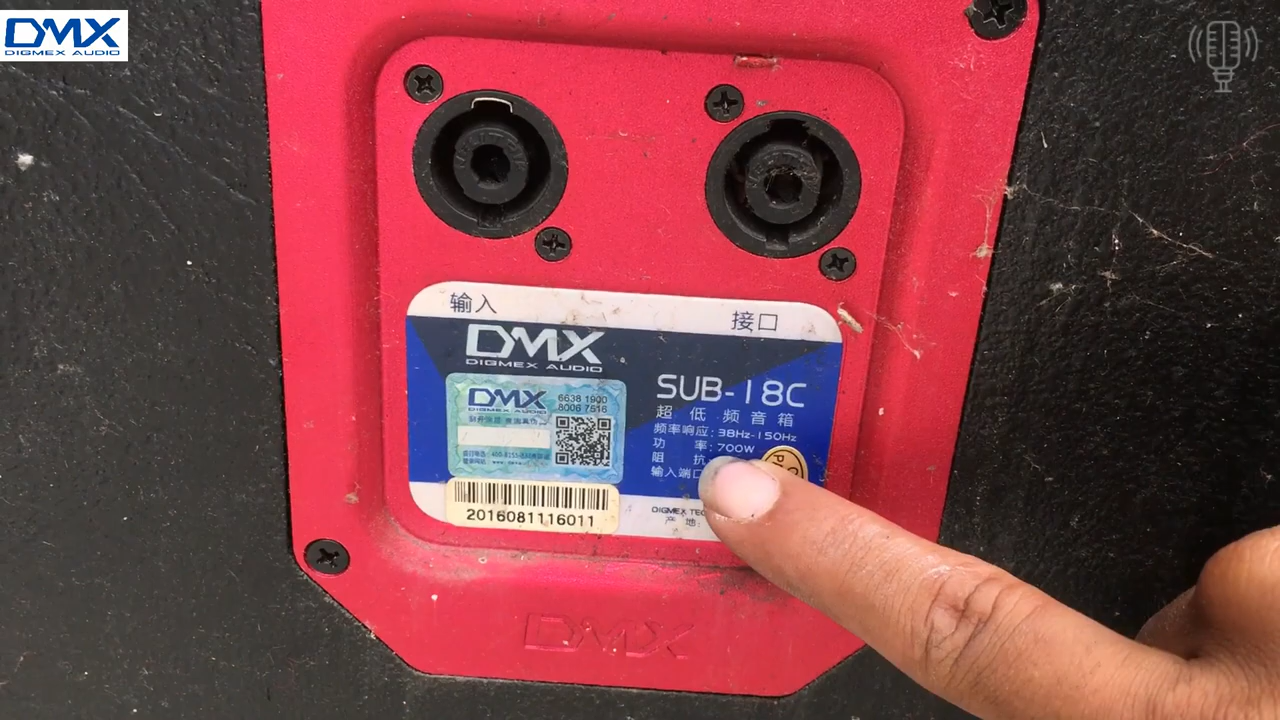 DMX
DIGMEX AUDIO
输入
接口
DMX
DIGMEX AUDIO
DMX
DIGMEX AUDIO
6638 1900
8006 7516
SUB-18C
超低频音箱
频率响应: 38Hz-150Hz
功率: 700W
阻抗:
输入端口
2016081116011
DIGMEX TEC
产地:
DMX